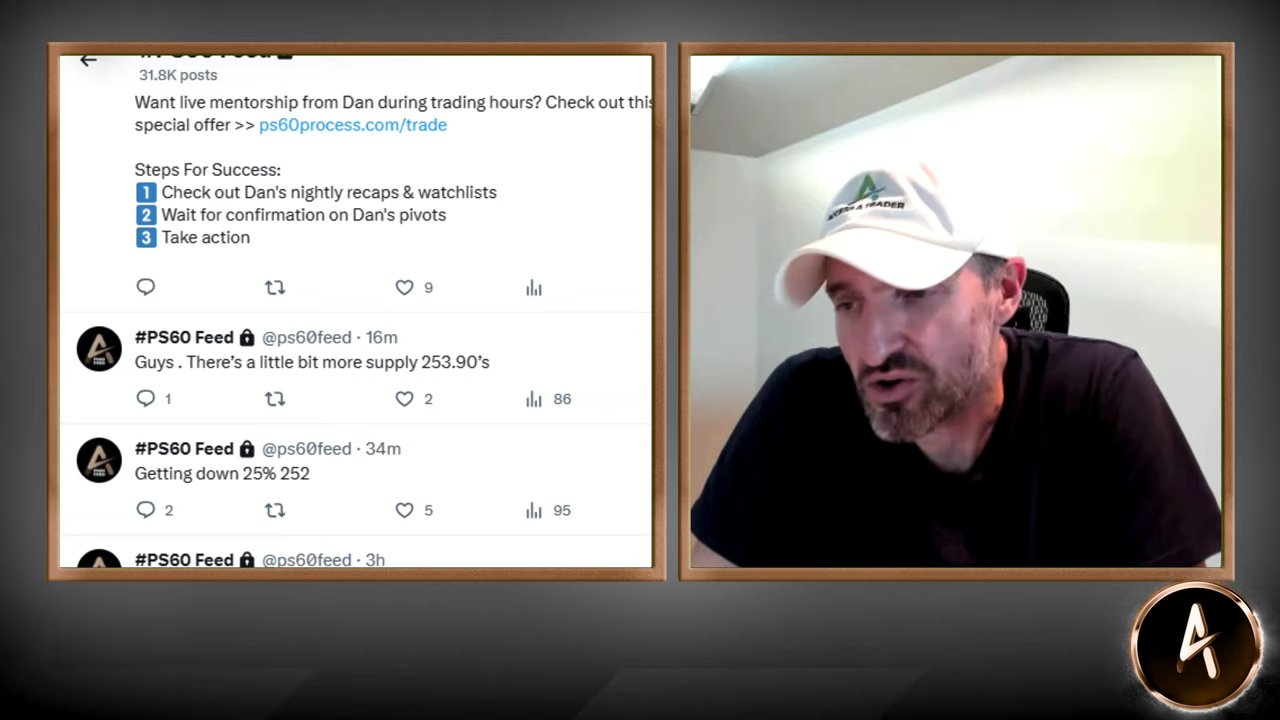 31.8K posts
Want live mentorship from Dan during trading hours? Check out this
special offer >> ps60process.com/trade
Steps For Success:
1 Check out Dan's nightly recaps & watchlists
2 Wait for confirmation on Dan's pivots
3 Take action
9
#PS60 Feed @ps60feed · 16m
Guys . There's a little bit more supply 253.90's
1 2 86
#PS60 Feed @ps60feed · 34m
Getting down 25% 252
2 5 95
#PS60 Feed @ps60feed · 3h
ACCESS A TRADER